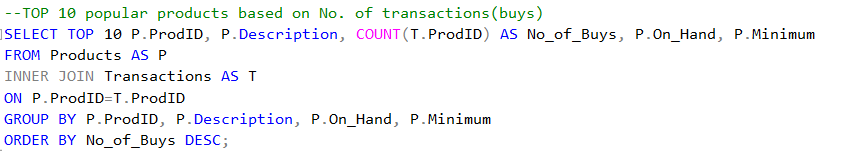 --TOP 10 popular products based on No. of transactions(buys)
SELECT TOP 10 P.ProdID, P.Description, COUNT(T.ProdID) AS No_of_Buys, P.On_Hand, P.Minimum
FROM Products AS P
INNER JOIN Transactions AS T
ON P.ProdID=T.ProdID
GROUP BY P.ProdID, P.Description, P.On_Hand, P.Minimum
ORDER BY No_of_Buys DESC;